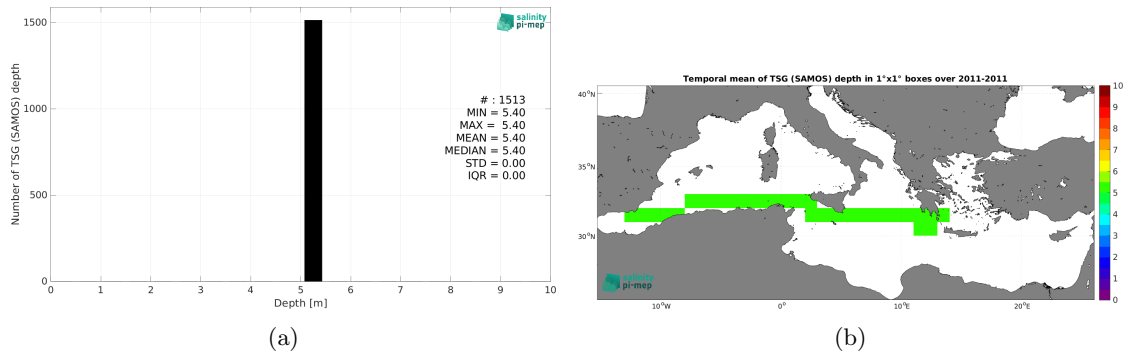 1500
1000
500
0
Number of TSG (SAMOS) depth
salinity
pi-mep
# : 1513
MIN = 5.40
MAX = 5.40
MEAN = 5.40
MEDIAN = 5.40
STD = 0.00
IQR = 0.00
0 1 2 3 4 5 6 7 8 9 10
Depth [m]
(a)
Temporal mean of TSG (SAMOS) depth in 1°x1° boxes over 2011-2011
40°N
35°N
30°N
10°W 0° 10°E 20°E
salinity
pi-mep
10
9
8
7
6
5
4
3
2
1
0
(b)